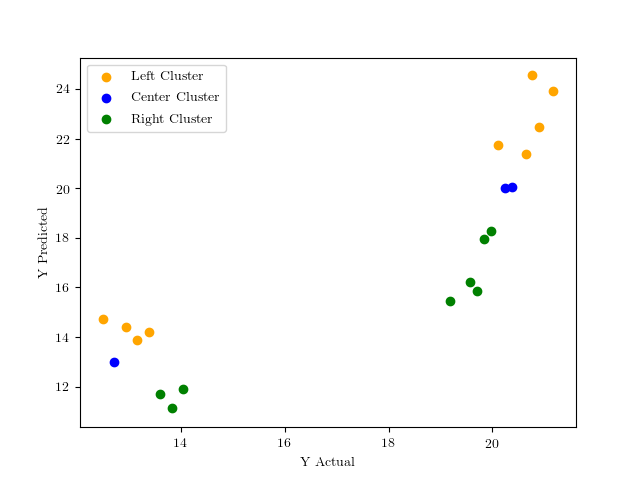 Left Cluster
Center Cluster
Right Cluster
24
22
20
18
16
14
12
Y Predicted
14 16 18 20
Y Actual